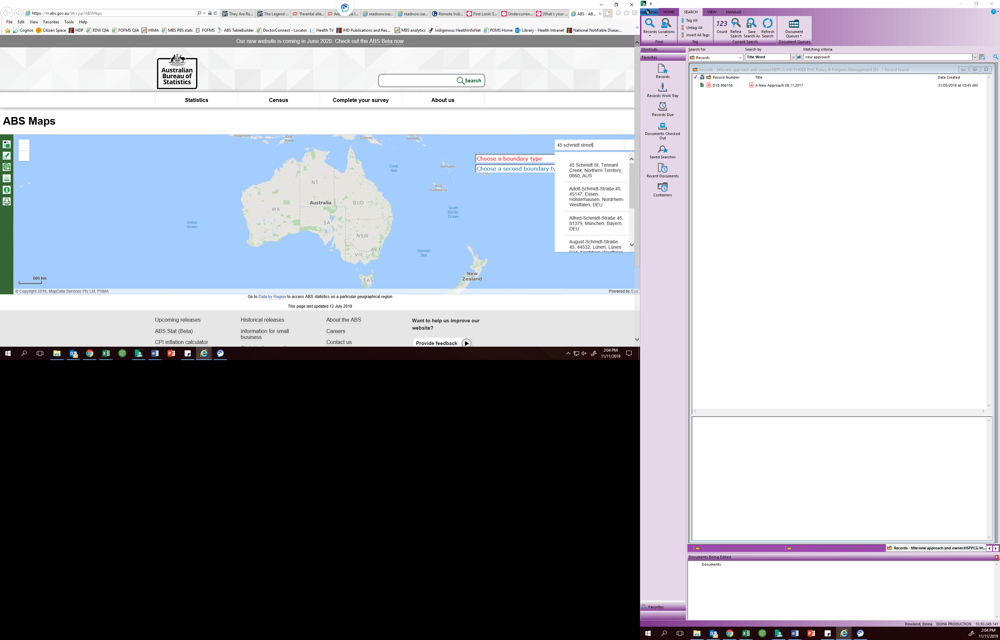 https://itt.abs.gov.au/itt/r.jsp?ABSMaps
They Are Ra...
The Legend ...
'Parental alie...
readnow.ise...
readnow.ise...
Remote Indi...
First Look: E...
Undercurren...
What's your ...
ABS - AB...
File Edit View Favorites Tools Help
Cognos Citizen Space HDP EDW Qlik FOFMS Qlik HIMA MBS PBS stats FOFMS ABS TableBuilder DoctorConnect - Locator Health TV IHD Publications and Res... MBS analytics Indigenous HealthInfoNet PDMS Home Library - Health Intranet National Notifiable Diseas...
Our new website is coming in June 2020. Check out the ABS Beta now
Australian
Bureau of
Statistics
Search
Statistics Census Complete your survey About us
ABS Maps
Indonesia
East
Timor
Guinea
Solomon
Islands
45 schmidt street
Choose a boundary type
Choose a second boundary ty
45 Schmidt St, Tennant
Creek, Northern Territory,
0860, AUS
Adolf-Schmidt-Straße 45,
45147, Essen,
Holsterhausen, Nordrhein-
Westfalen, DEU
Alfred-Schmidt-Straße 45,
81379, München, Bayern,
DEU
August-Schmidt-Straße
45, 44532, Lünen, Lünen
Süd, Nordrhein-Westfalen
Coral
Sea
Vanuatu
Fiji
New
Caledonia
NT
Australia
QLD
WA
SA
NSW
ACT
VIC
TAS
South
Pacific
Ocean
Indian
Ocean
Tasman
Sea
New
Zealand
600 km
© Copyright 2019, MapData Services Pty Ltd, PSMA
Powered by Esri
Go to Data by Region to access ABS statistics on a particular geographical region
This page last updated 12 July 2019
Upcoming releases
ABS.Stat (Beta)
CPI inflation calculator
Historical releases
Information for small
business
About the ABS
Careers
Contact us
Want to help us improve our
website?
Provide feedback
2:04 PM
11/11/2019
HOME SEARCH VIEW MANAGE
Records
Locations
Find
Tag All
Untag All
Invert All Tags
Tag
123
Count
Refine
Search
Save
Search As
Refresh
Search
Current Search
Document
Queues
Document Queues
Shortcuts
Favorites
Records
Records Work Tray
Records Due
Documents Checked
Out
Saved Searches
Recent Documents
Containers
Favorites
Search for
Search by
Matching criteria
Records
Title Word
new approach
Records - title:new approach and owner:HSPPCG IHD PHDEB PHC Policy & Program Management SN - 1 Record found
Record Number Title Date Created
D18-986156 A New Approach 08.11.2017 31/05/2018 at 10:45 AM
Records - title:new approach and owner:HSPPCG IH...
Documents Being Edited
Documents
Rowland, Emma DOHA PRODUCTION 10.50.249.141
2:04 PM
11/11/2019